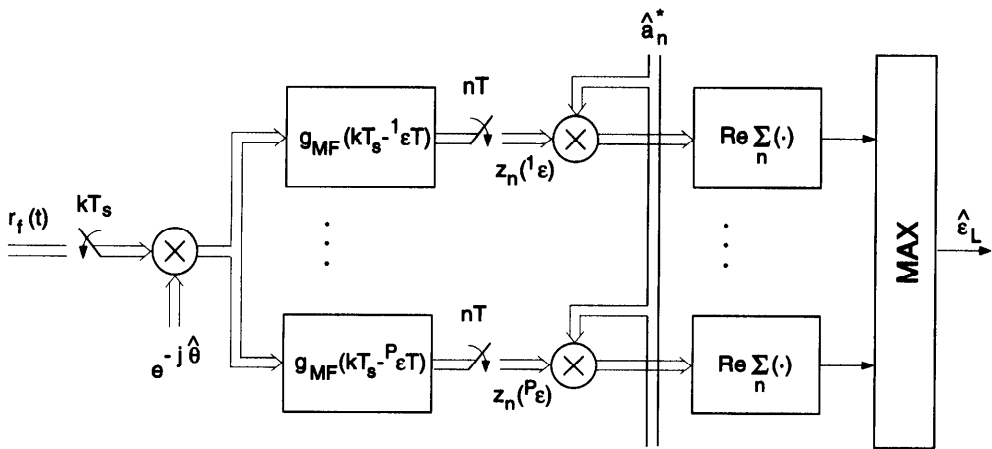 â*n
nT
g_MF(kT_s-¹εT)
z_n(¹ε)
Re Σ_n (·)
r_f(t)
kT_s
e^-jθ̂
MAX
ε̂_L
nT
g_MF(kT_s-ᴾεT)
z_n(ᴾε)
Re Σ_n (·)